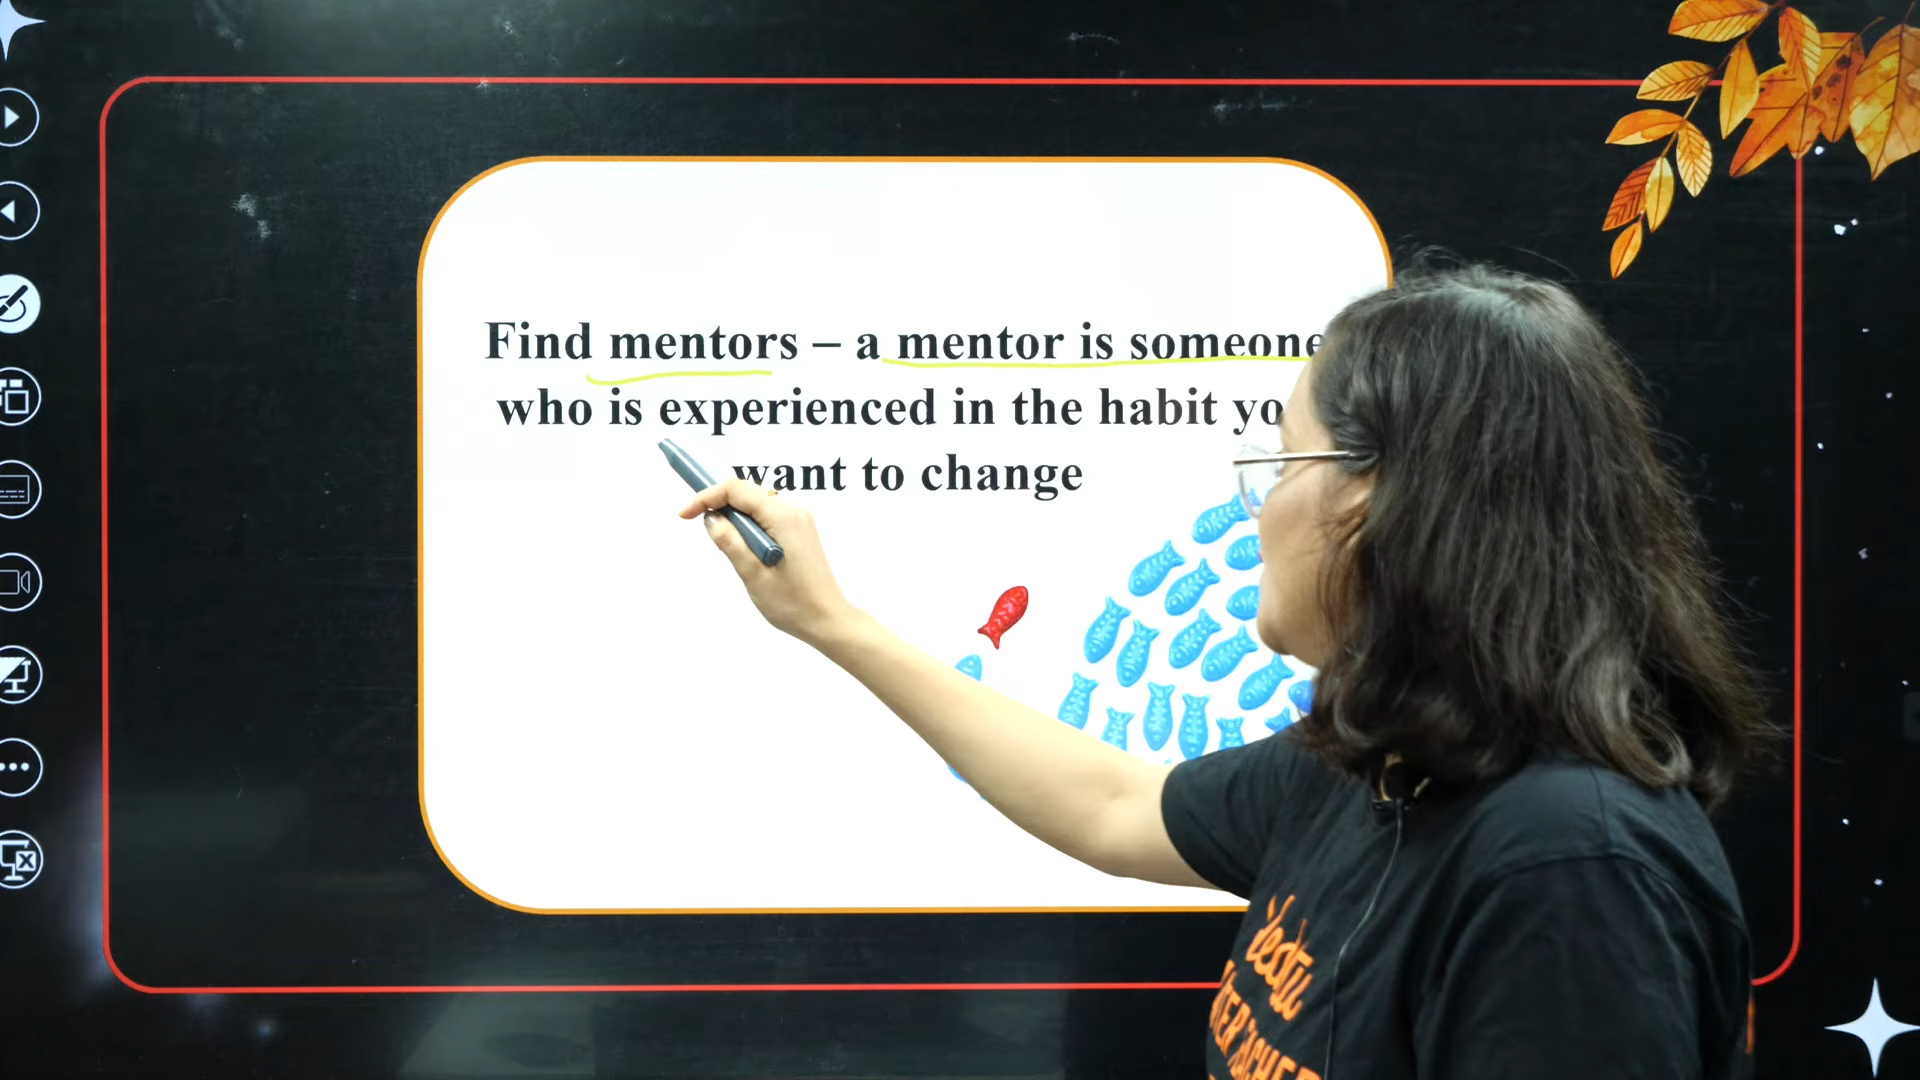 Find mentors – a mentor is someone
who is experienced in the habit yo
want to change